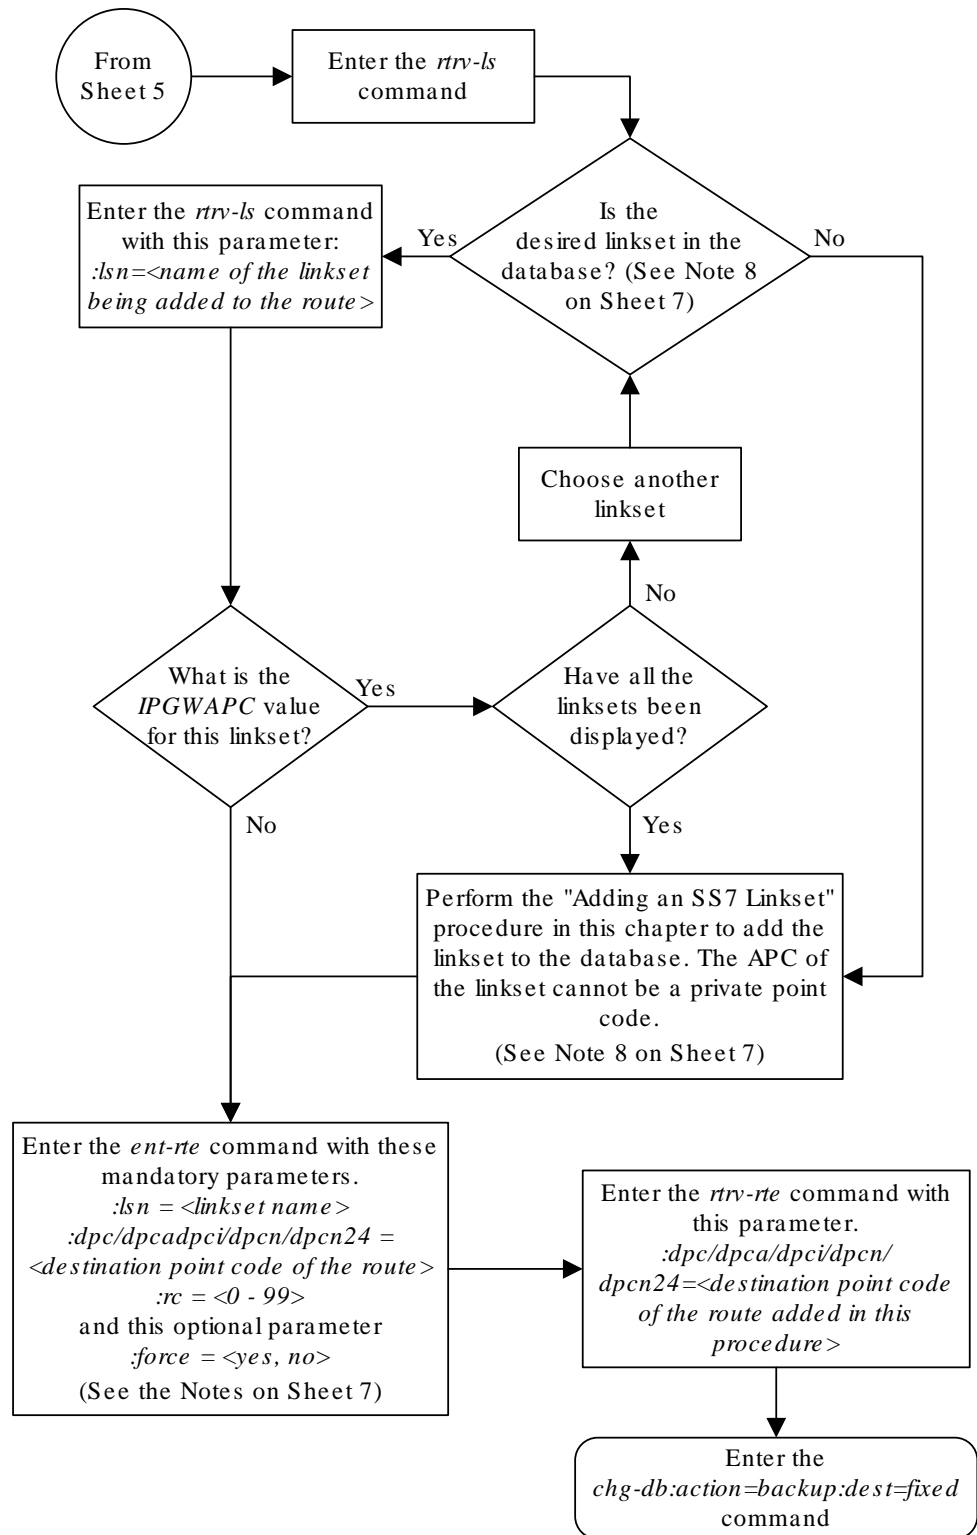 From
Sheet 5
Enter the rtrv-ls
command
Is the
desired linkset in the
database? (See Note 8
on Sheet 7)
Yes
No
Enter the rtrv-ls command
with this parameter:
:lsn=<name of the linkset
being added to the route>
Choose another
linkset
No
What is the
IPGWAPC value
for this linkset?
Yes
Have all the
linksets been
displayed?
No
Yes
Perform the "Adding an SS7 Linkset"
procedure in this chapter to add the
linkset to the database. The APC of
the linkset cannot be a private point
code.
(See Note 8 on Sheet 7)
Enter the ent-rte command with these
mandatory parameters.
:lsn = <linkset name>
:dpc/dpcadpci/dpcn/dpcn24 =
<destination point code of the route>
:rc = <0 - 99>
and this optional parameter
:force = <yes, no>
(See the Notes on Sheet 7)
Enter the rtrv-rte command with
this parameter.
:dpc/dpca/dpci/dpcn/
dpcn24=<destination point code
of the route added in this
procedure>
Enter the
chg-db:action=backup:dest=fixed
command